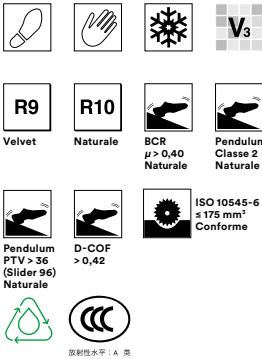 V3
R9
R10
Velvet
Naturale
BCR
μ > 0,40
Naturale
Pendulum
Classe 2
Naturale
Pendulum
PTV > 36
(Slider 96)
Naturale
D-COF
> 0,42
ISO 10545-6
≤ 175 mm³
Conforme
CCC
放射性水平：A 类